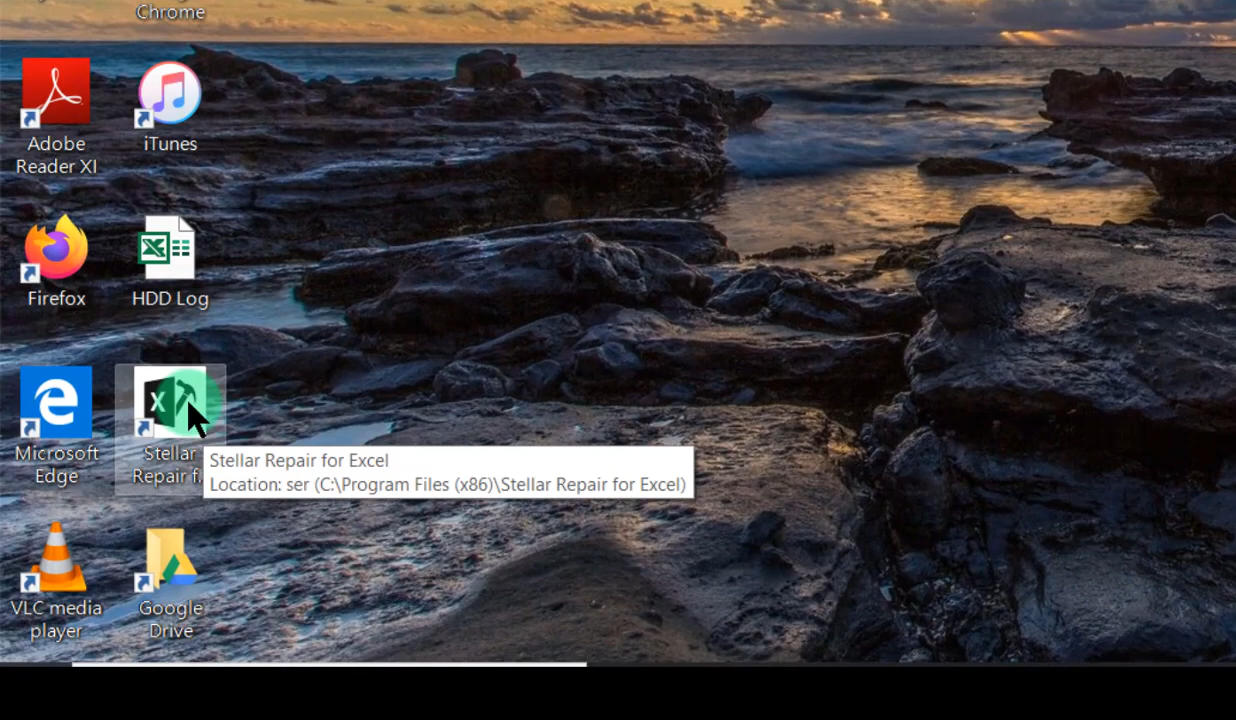 Chrome
Adobe
Reader XI
iTunes
Firefox
HDD Log
Microsoft
Edge
Stellar
Repair f...
Stellar Repair for Excel
Location: ser (C:\Program Files (x86)\Stellar Repair for Excel)
VLC media
player
Google
Drive